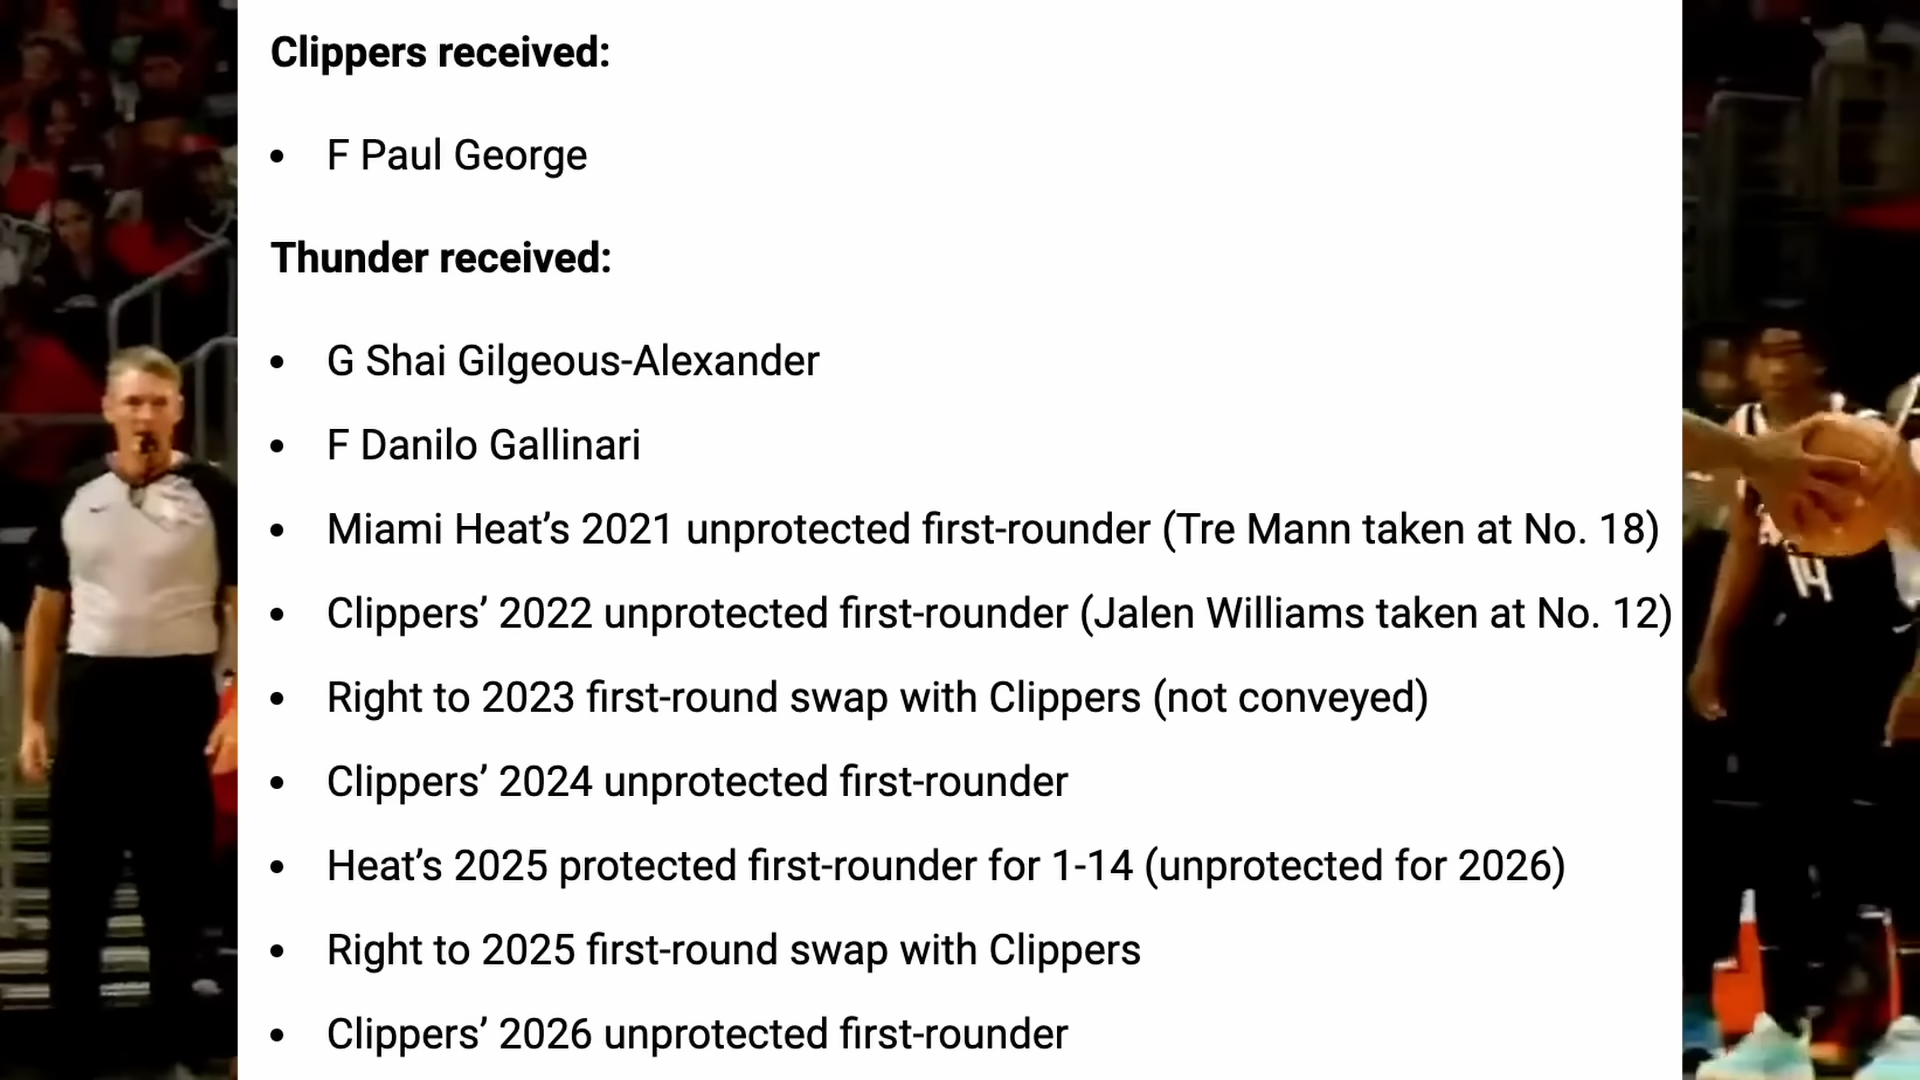 Clippers received:
• F Paul George
Thunder received:
• G Shai Gilgeous-Alexander
• F Danilo Gallinari
• Miami Heat’s 2021 unprotected first-rounder (Tre Mann taken at No. 18)
• Clippers’ 2022 unprotected first-rounder (Jalen Williams taken at No. 12)
• Right to 2023 first-round swap with Clippers (not conveyed)
• Clippers’ 2024 unprotected first-rounder
• Heat’s 2025 protected first-rounder for 1-14 (unprotected for 2026)
• Right to 2025 first-round swap with Clippers
• Clippers’ 2026 unprotected first-rounder
14